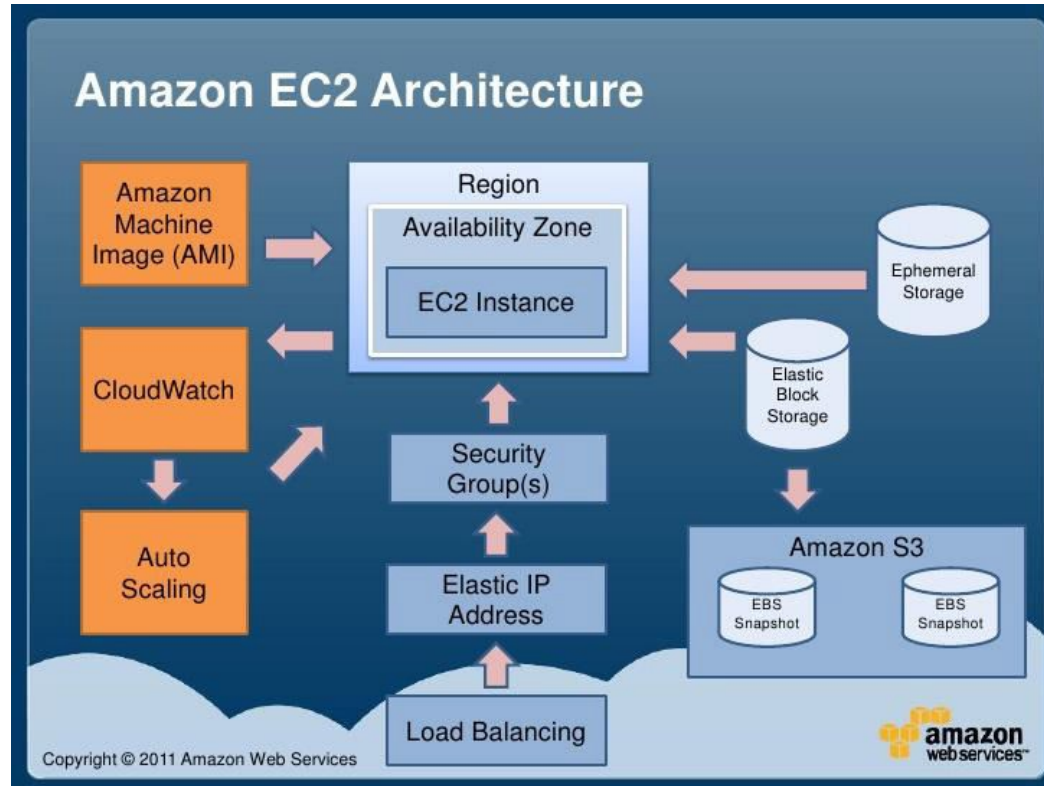 Amazon EC2 Architecture
Amazon
Machine
Image (AMI)
Region
Availability Zone
EC2 Instance
Ephemeral
Storage
CloudWatch
Elastic
Block
Storage
Security
Group(s)
Auto
Scaling
Elastic IP
Address
Amazon S3
EBS
Snapshot
EBS
Snapshot
Load Balancing
Copyright © 2011 Amazon Web Services
amazon
webservices™